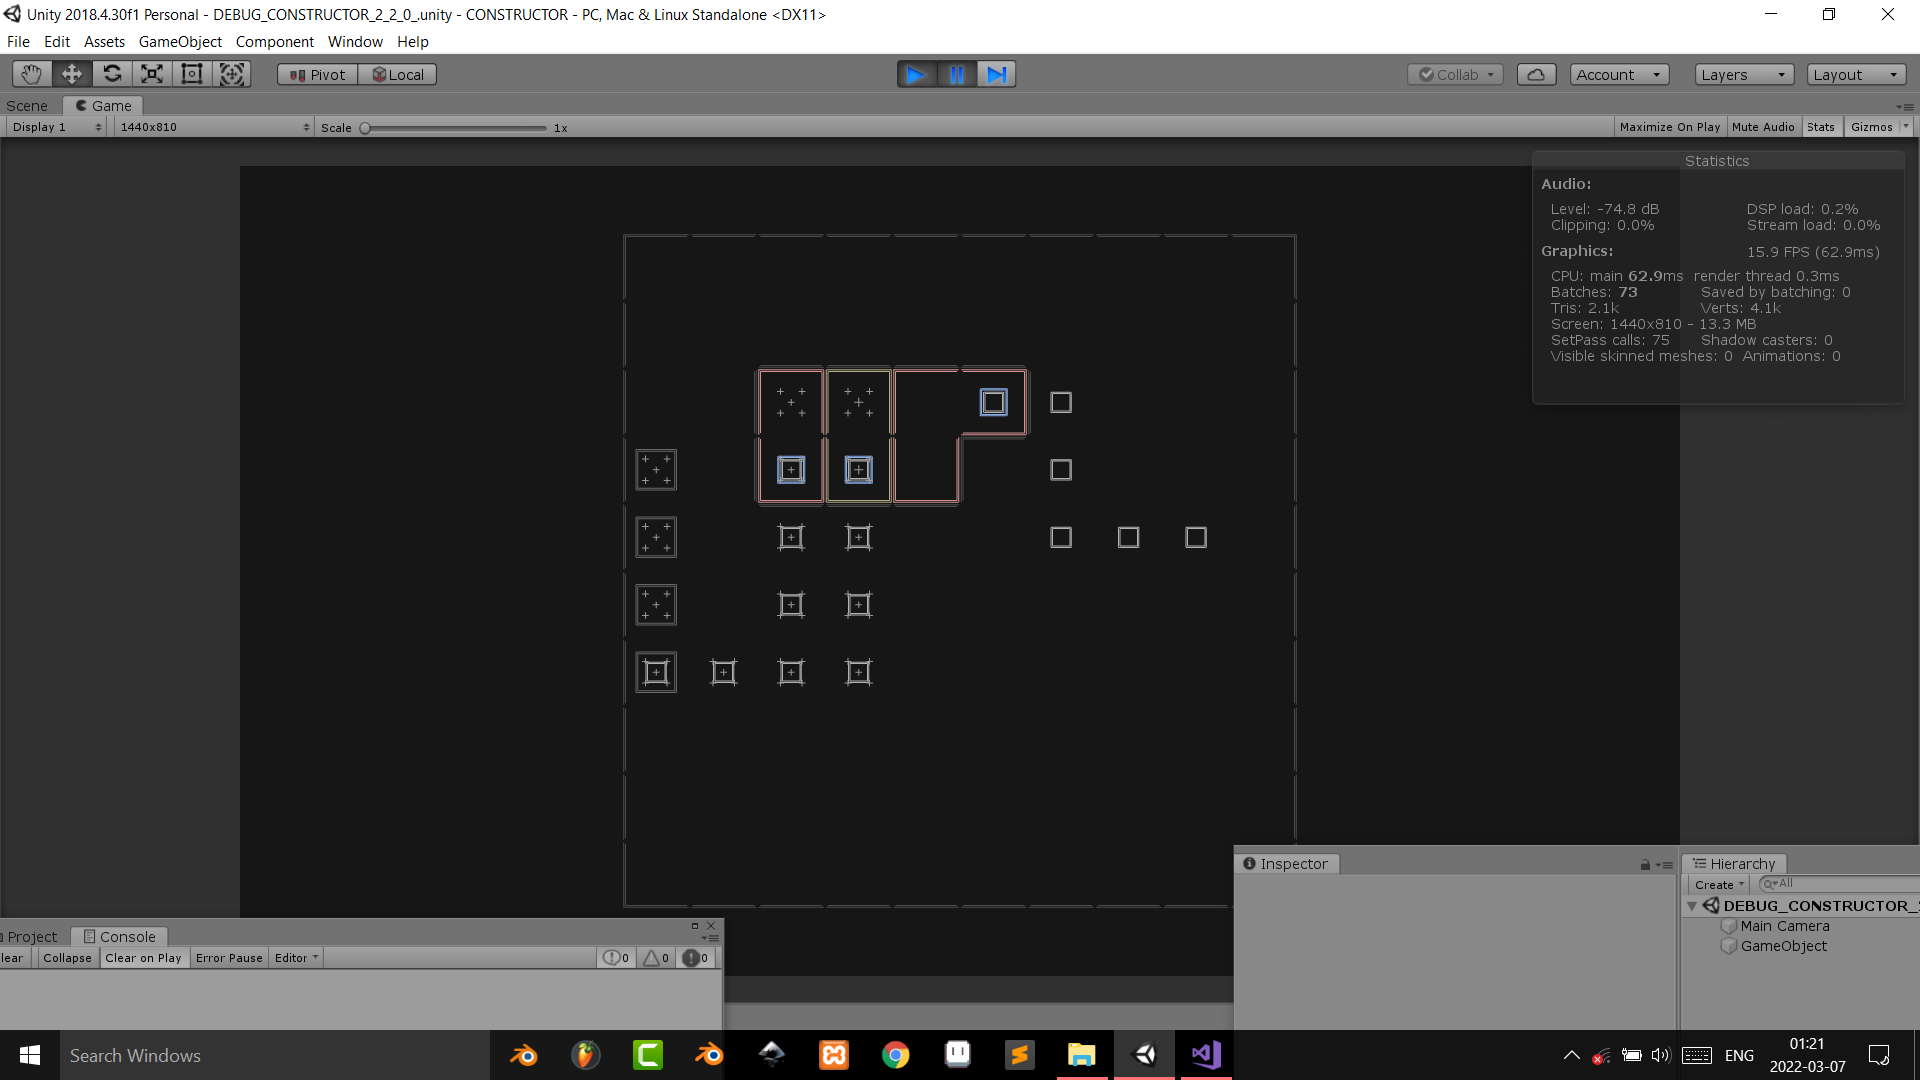 Unity 2018.4.30f1 Personal - DEBUG_CONSTRUCTOR_2_2_0_.unity - CONSTRUCTOR - PC, Mac & Linux Standalone <DX11>
File Edit Assets GameObject Component Window Help
Pivot Local Collab Account Layers Layout
Scene Game
Display 1 1440x810 Scale 1x Maximize On Play Mute Audio Stats Gizmos
Statistics
Audio:
Level: -74.8 dB DSP load: 0.2%
Clipping: 0.0% Stream load: 0.0%
Graphics: 15.9 FPS (62.9ms)
CPU: main 62.9ms render thread 0.3ms
Batches: 73 Saved by batching: 0
Tris: 2.1k Verts: 4.1k
Screen: 1440x810 - 13.3 MB
SetPass calls: 75 Shadow casters: 0
Visible skinned meshes: 0 Animations: 0
Inspector
Hierarchy
Create All
DEBUG_CONSTRUCTOR_
Main Camera
GameObject
Project Console
lear Collapse Clear on Play Error Pause Editor 0 0 0
Search Windows
ENG
01:21
2022-03-07